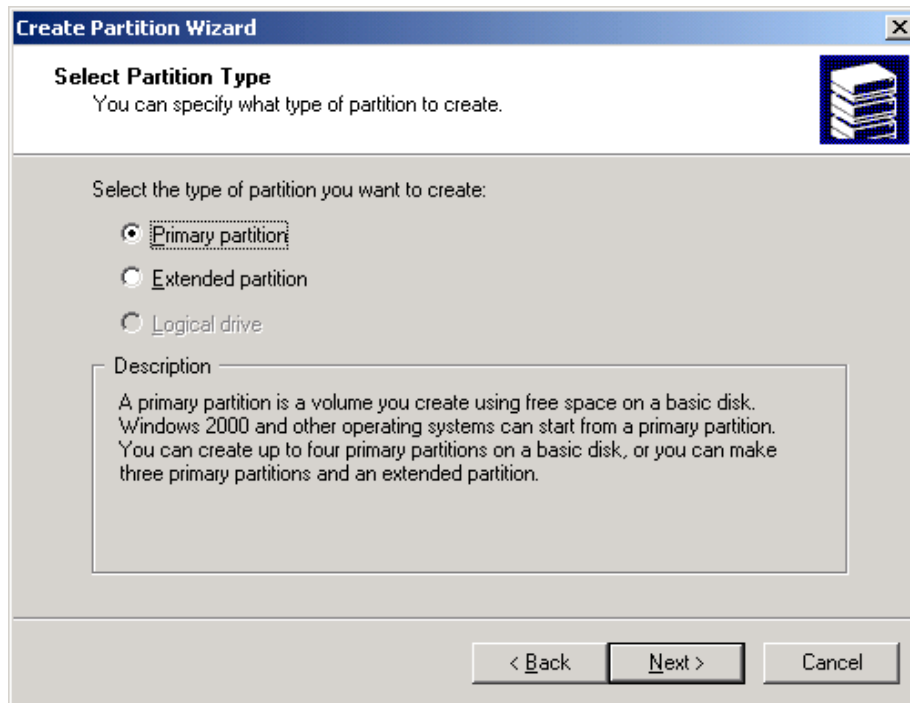 Create Partition Wizard
Select Partition Type
You can specify what type of partition to create.
Select the type of partition you want to create:
Primary partition
Extended partition
Logical drive
Description
A primary partition is a volume you create using free space on a basic disk.
Windows 2000 and other operating systems can start from a primary partition.
You can create up to four primary partitions on a basic disk, or you can make
three primary partitions and an extended partition.
< Back
Next >
Cancel